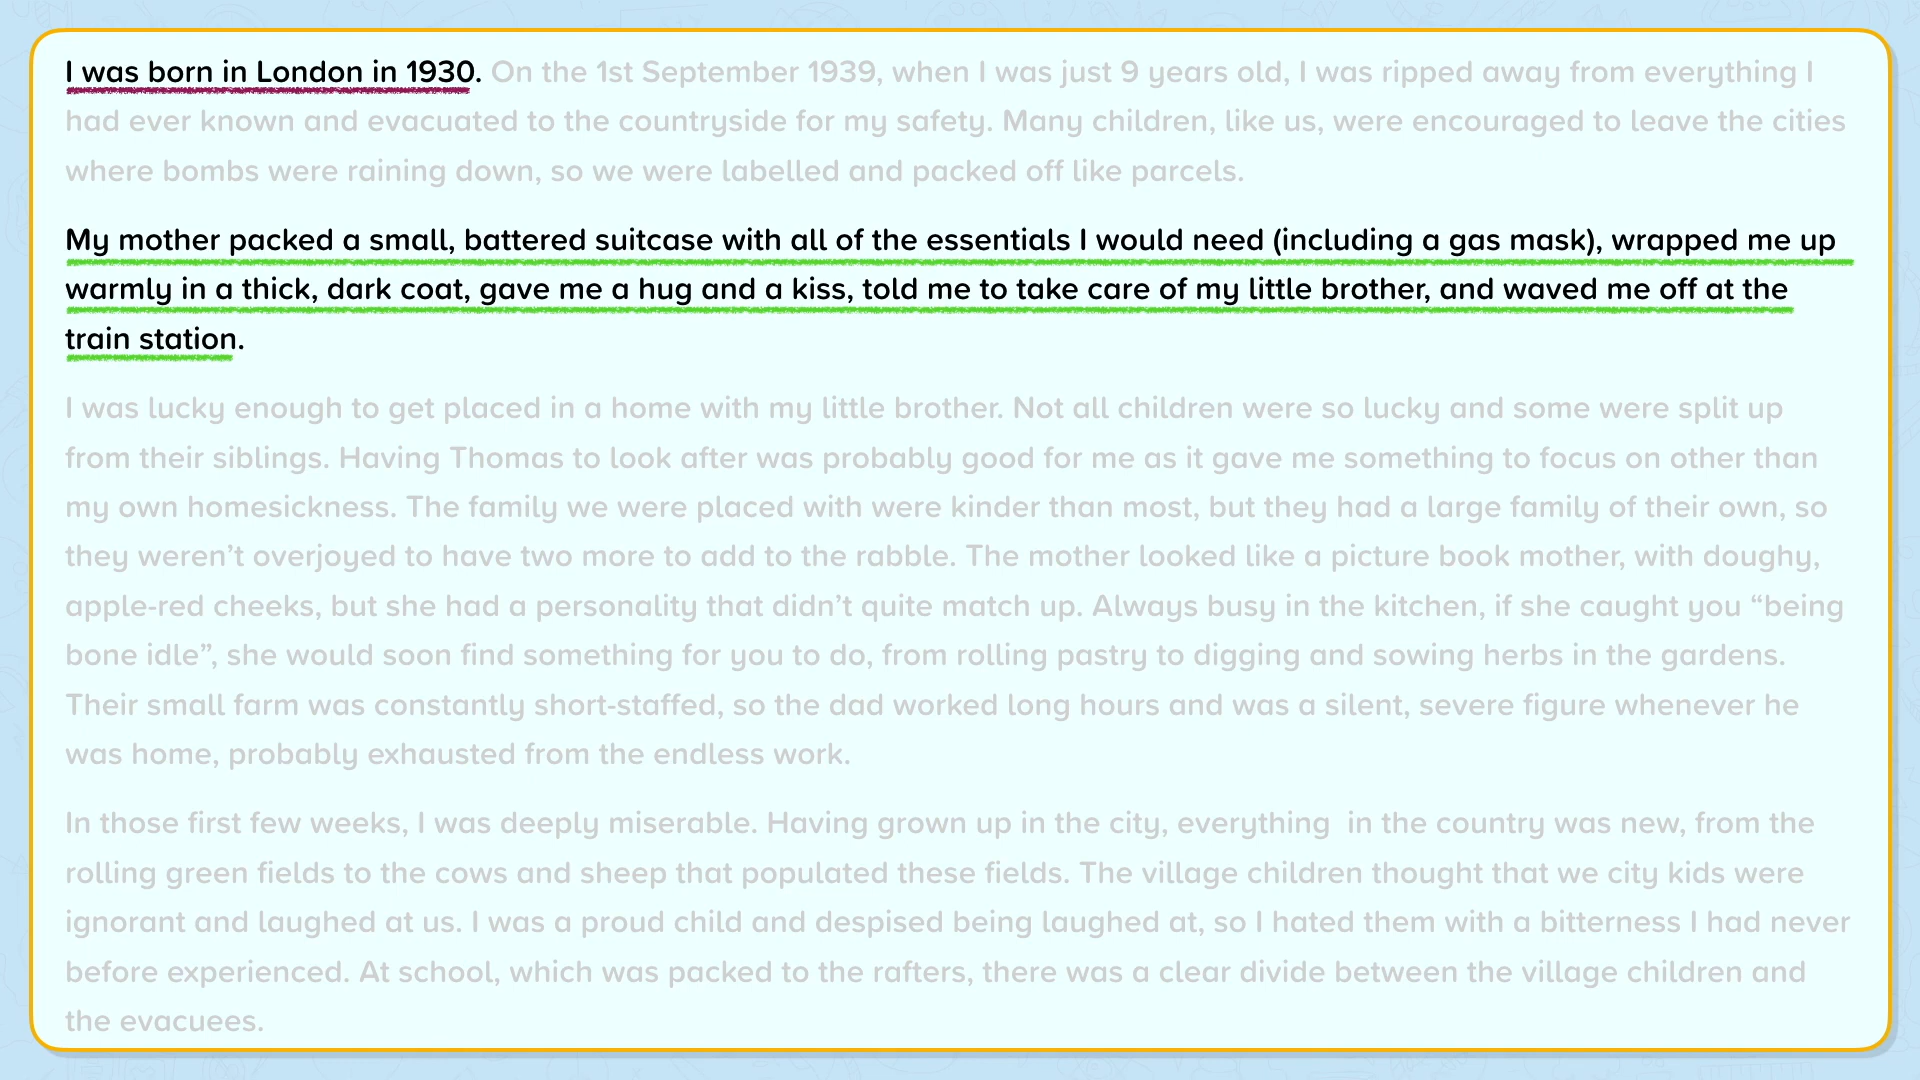 I was born in London in 1930. On the 1st September 1939, when I was just 9 years old, I was ripped away from everything I
had ever known and evacuated to the countryside for my safety. Many children, like us, were encouraged to leave the cities
where bombs were raining down, so we were labelled and packed off like parcels.
My mother packed a small, battered suitcase with all of the essentials I would need (including a gas mask), wrapped me up
warmly in a thick, dark coat, gave me a hug and a kiss, told me to take care of my little brother, and waved me off at the
train station.
I was lucky enough to get placed in a home with my little brother. Not all children were so lucky and some were split up
from their siblings. Having Thomas to look after was probably good for me as it gave me something to focus on other than
my own homesickness. The family we were placed with were kinder than most, but they had a large family of their own, so
they weren’t overjoyed to have two more to add to the rabble. The mother looked like a picture book mother, with doughy,
apple-red cheeks, but she had a personality that didn’t quite match up. Always busy in the kitchen, if she caught you “being
bone idle”, she would soon find something for you to do, from rolling pastry to digging and sowing herbs in the gardens.
Their small farm was constantly short-staffed, so the dad worked long hours and was a silent, severe figure whenever he
was home, probably exhausted from the endless work.
In those first few weeks, I was deeply miserable. Having grown up in the city, everything  in the country was new, from the
rolling green fields to the cows and sheep that populated these fields. The village children thought that we city kids were
ignorant and laughed at us. I was a proud child and despised being laughed at, so I hated them with a bitterness I had never
before experienced. At school, which was packed to the rafters, there was a clear divide between the village children and
the evacuees.